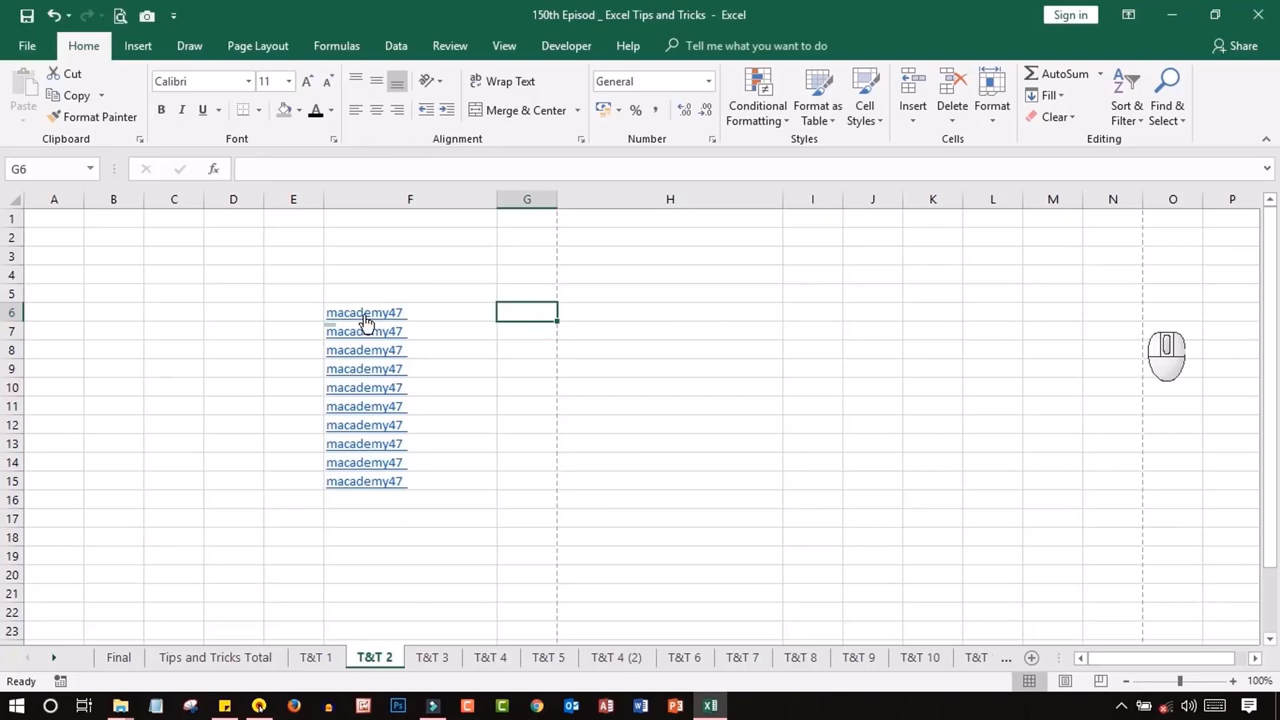 150th Episod _ Excel Tips and Tricks - Excel
Sign in
File Home Insert Draw Page Layout Formulas Data Review View Developer Help Tell me what you want to do Share
Paste Cut Copy Format Painter Clipboard
Calibri 11 B I U A Font
Wrap Text Merge & Center Alignment
General % , Number
Conditional Formatting Format as Table Cell Styles Styles
Insert Delete Format Cells
AutoSum Fill Clear Sort & Filter Find & Select Editing
G6 fx
A B C D E F G H I J K L M N O P
1
2
3
4
5
6 macademy47
7 macademy47
8 macademy47
9 macademy47
10 macademy47
11 macademy47
12 macademy47
13 macademy47
14 macademy47
15 macademy47
16
17
18
19
20
21
22
23
Final Tips and Tricks Total T&T 1 T&T 2 T&T 3 T&T 4 T&T 5 T&T 4 (2) T&T 6 T&T 7 T&T 8 T&T 9 T&T 10 T&T ...
Ready 100%